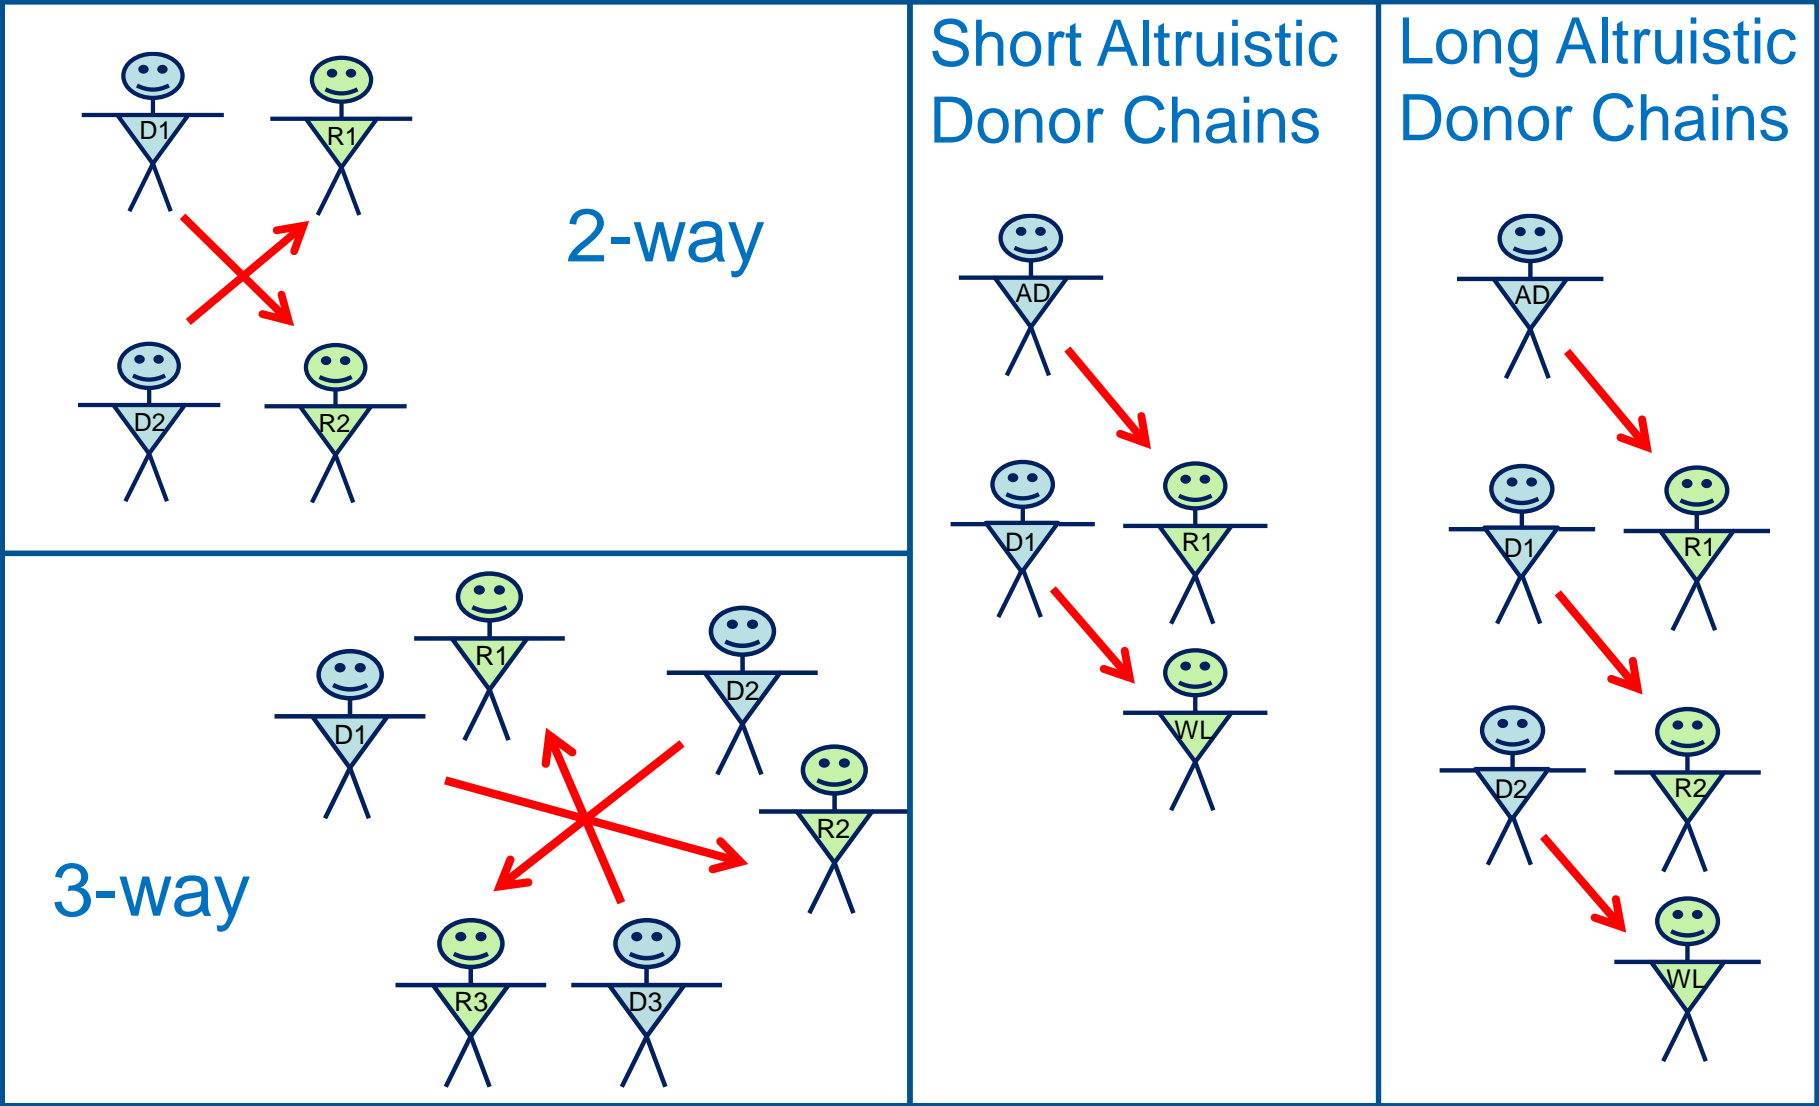 D1
R1
2-way
D2
R2
R1
D2
D1
R2
3-way
R3
D3
Short Altruistic
Donor Chains
AD
D1
R1
WL
Long Altruistic
Donor Chains
AD
D1
R1
D2
R2
WL